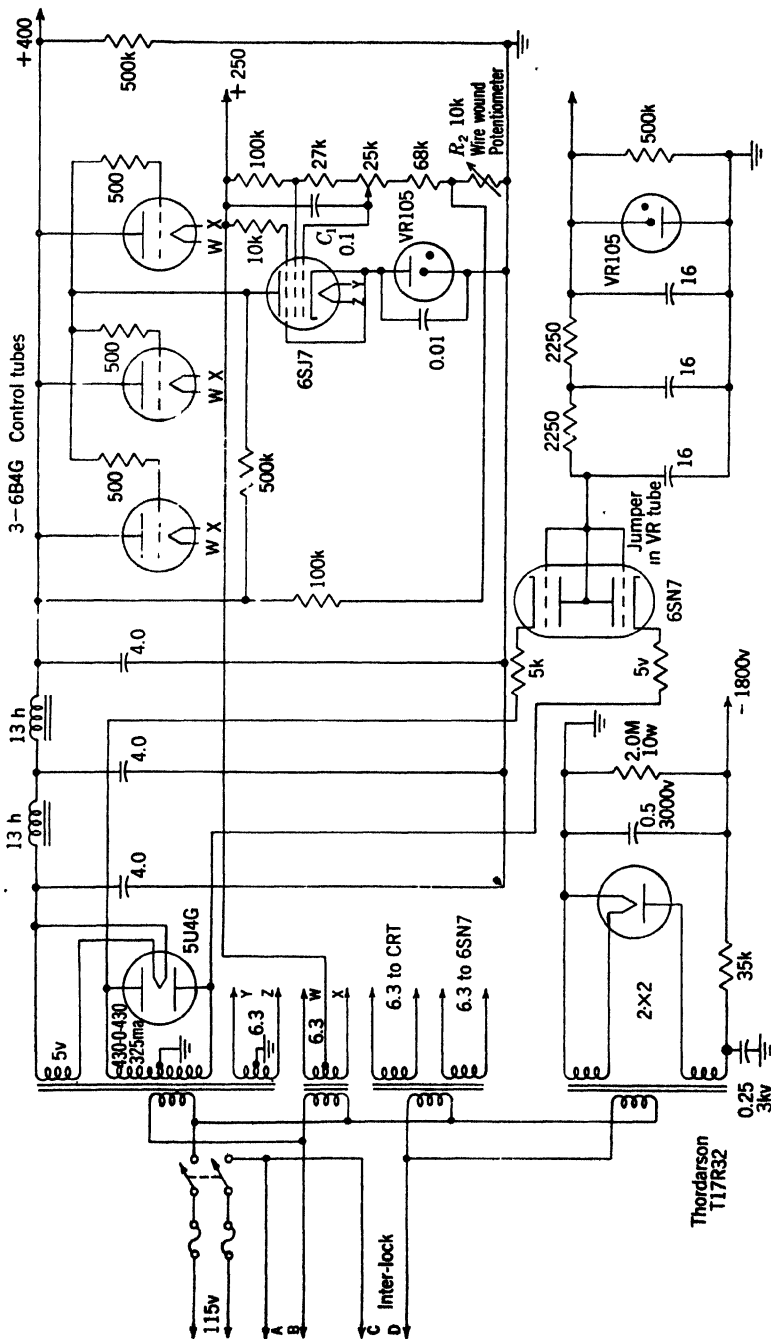 +400
500k
3-6B4G Control tubes
500
W X
500
W X
500
W X
+250
100k
27k
25k
68k
R2 10k
Wire wound
Potentiometer
10k
C1
0.1
VR105
6SJ7
Z Y
0.01
500k
100k
13 h
13 h
4.0
4.0
4.0
5U4G
5v
430-0-430
325ma
Y
6.3
Z
W
6.3
X
6.3 to CRT
6.3 to 6SN7
115v
A
B
Inter-lock
C
D
5k
5v
6SN7
Jumper
in VR tube
2250
2250
16
16
16
VR105
500k
2·X2
0.5
3000v
2.0M
10w
-1800v
35k
0.25
3kv
Thordarson
T17R32